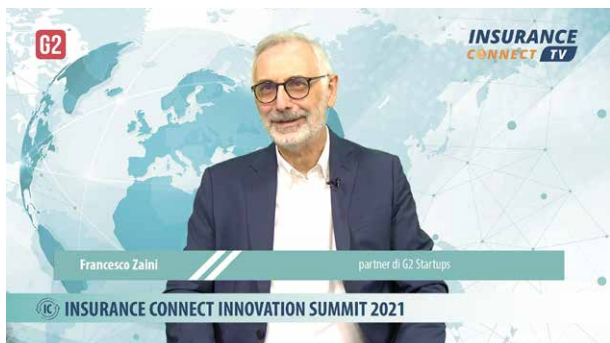 G2
INSURANCE
CONNECT TV
Francesco Zaini
partner di G2 Startups
IC INSURANCE CONNECT INNOVATION SUMMIT 2021